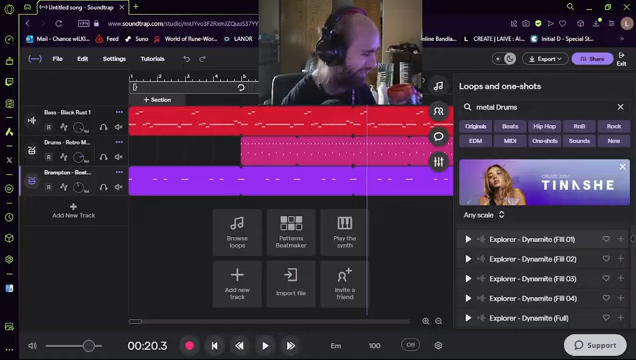 Untitled song - Soundtrap
www.soundtrap.com/studio/
Mail - Chance
Feed
Suno
World of Rune-Wor
LANDR
Online Bandla
CREATE | LAIVE : AI
Initial D - Special St
File
Edit
Settings
Tutorials
Export
Share
Exit
1
2
5
+ Section
Bass - Black Rust 1
R
Drums - Retro M
R
Brampton - Beat
R
+
Add New Track
Browse loops
Patterns Beatmaker
Play the synth
Add new track
Import file
Invite a friend
Loops and one-shots
metal Drums
Originals
Beats
Hip Hop
RnB
Rock
EDM
MIDI
One-shots
Sounds
New
TINASHE
Any scale
Explorer - Dynamite (Fill 01)
Explorer - Dynamite (Fill 02)
Explorer - Dynamite (Fill 03)
Explorer - Dynamite (Fill 04)
Explorer - Dynamite (Full)
00:20.3
Em
100
Off
Support